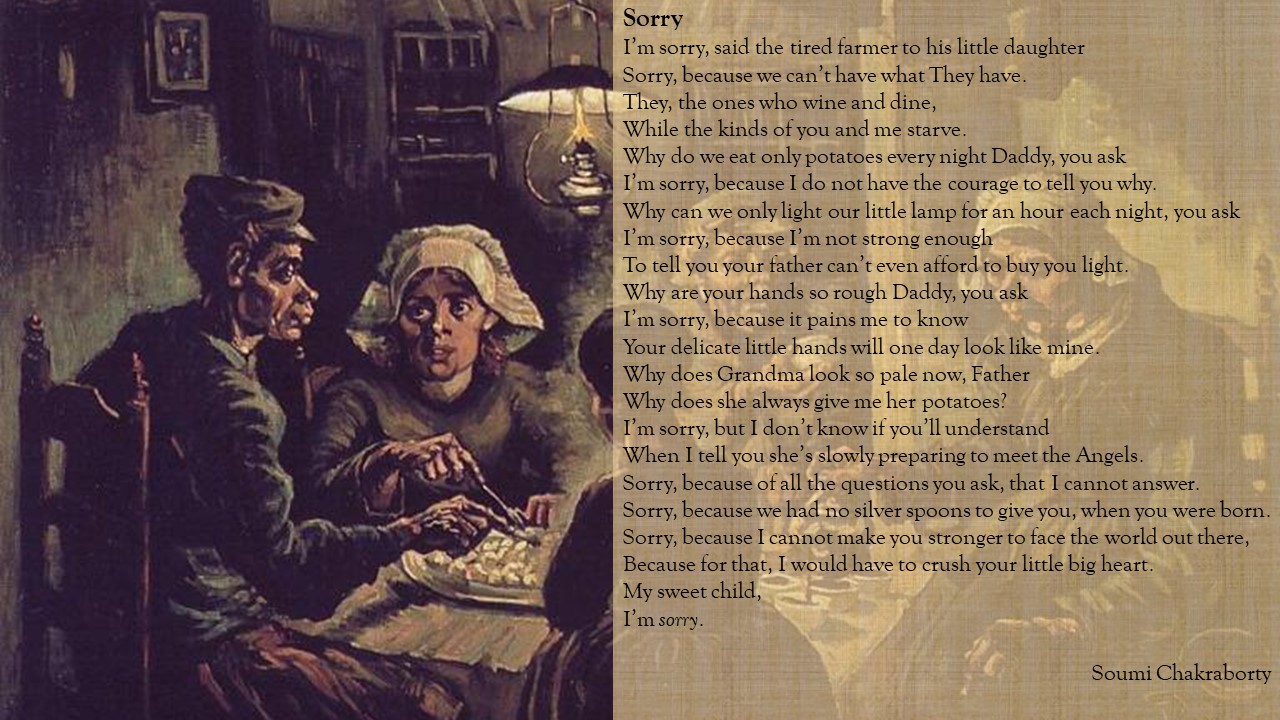 Sorry
I'm sorry, said the tired farmer to his little daughter
Sorry, because we can't have what They have.
They, the ones who wine and dine,
While the kinds of you and me starve.
Why do we eat only potatoes every night Daddy, you ask
I'm sorry, because I do not have the courage to tell you why.
Why can we only light our little lamp for an hour each night, you ask
I'm sorry, because I'm not strong enough
To tell you your father can't even afford to buy you light.
Why are your hands so rough Daddy, you ask
I'm sorry, because it pains me to know
Your delicate little hands will one day look like mine.
Why does Grandma look so pale now, Father
Why does she always give me her potatoes?
I'm sorry, but I don't know if you'll understand
When I tell you she's slowly preparing to meet the Angels.
Sorry, because of all the questions you ask, that I cannot answer.
Sorry, because we had no silver spoons to give you, when you were born.
Sorry, because I cannot make you stronger to face the world out there,
Because for that, I would have to crush your little big heart.
My sweet child,
I'm sorry.
Soumi Chakraborty